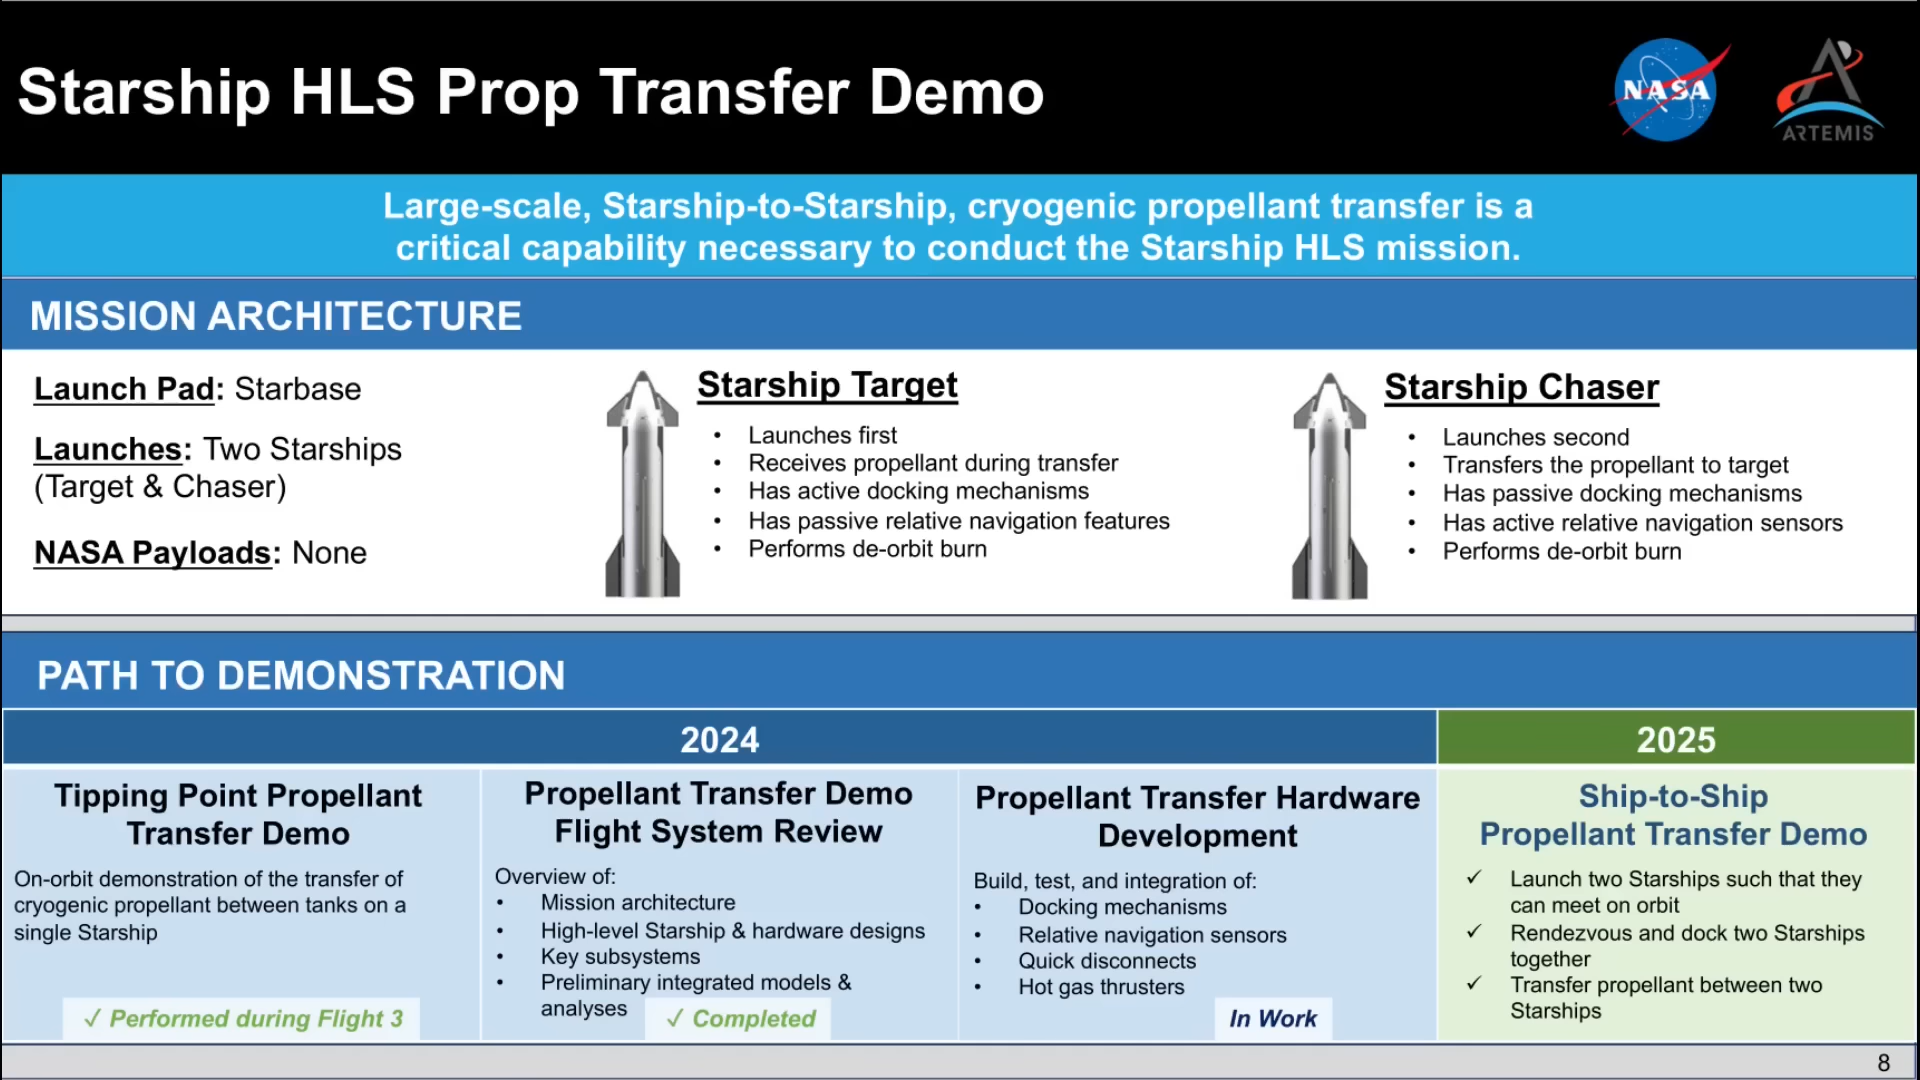 Starship HLS Prop Transfer Demo
NASA
ARTEMIS
Large-scale, Starship-to-Starship, cryogenic propellant transfer is a
critical capability necessary to conduct the Starship HLS mission.
MISSION ARCHITECTURE
Launch Pad: Starbase
Launches: Two Starships
(Target & Chaser)
NASA Payloads: None
Starship Target
• Launches first
• Receives propellant during transfer
• Has active docking mechanisms
• Has passive relative navigation features
• Performs de-orbit burn
Starship Chaser
• Launches second
• Transfers the propellant to target
• Has passive docking mechanisms
• Has active relative navigation sensors
• Performs de-orbit burn
PATH TO DEMONSTRATION
2024
2025
Tipping Point Propellant
Transfer Demo
On-orbit demonstration of the transfer of
cryogenic propellant between tanks on a
single Starship
✓ Performed during Flight 3
Propellant Transfer Demo
Flight System Review
Overview of:
• Mission architecture
• High-level Starship & hardware designs
• Key subsystems
• Preliminary integrated models &
analyses
✓ Completed
Propellant Transfer Hardware
Development
Build, test, and integration of:
• Docking mechanisms
• Relative navigation sensors
• Quick disconnects
• Hot gas thrusters
In Work
Ship-to-Ship
Propellant Transfer Demo
✓ Launch two Starships such that they
can meet on orbit
✓ Rendezvous and dock two Starships
together
✓ Transfer propellant between two
Starships
8